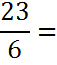 23/6 =